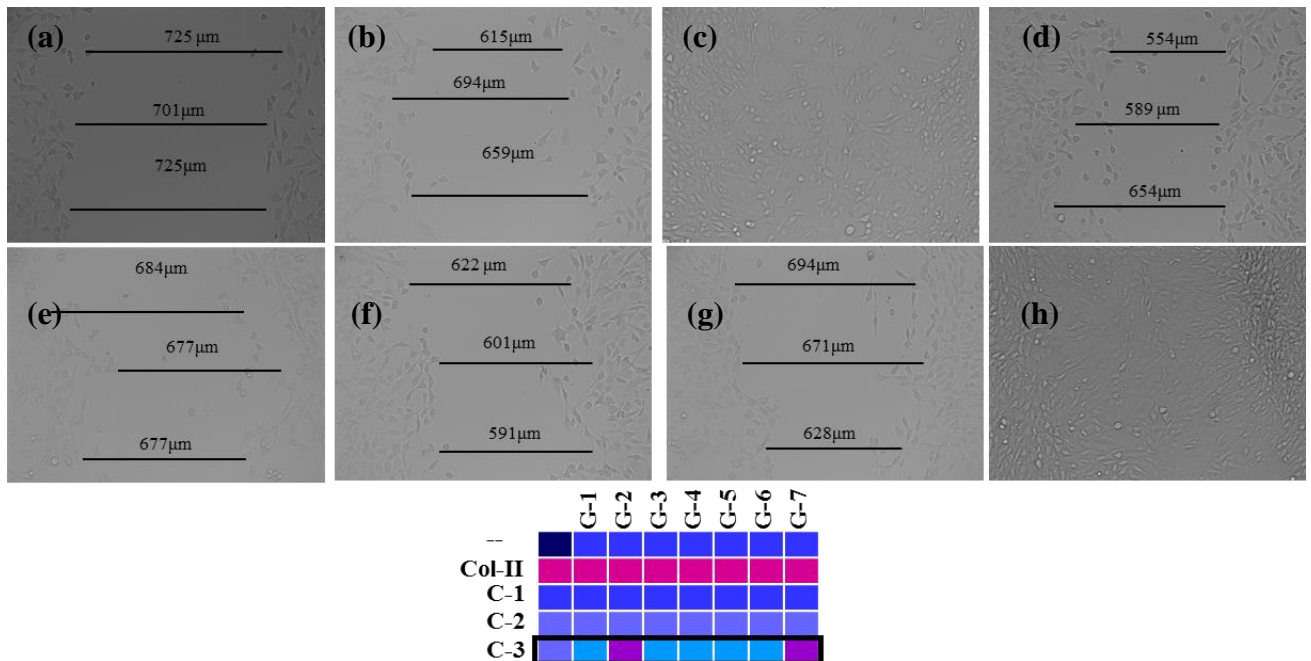 (a) 725 µm
701µm
725µm
(b) 615µm
694µm
659µm
(c)
(d) 554µm
589 µm
654µm
(e) 684µm
677µm
677µm
(f) 622 µm
601µm
591µm
(g) 694µm
671µm
628µm
(h)
G-1 G-2 G-3 G-4 G-5 G-6 G-7
--
Col-II
C-1
C-2
C-3